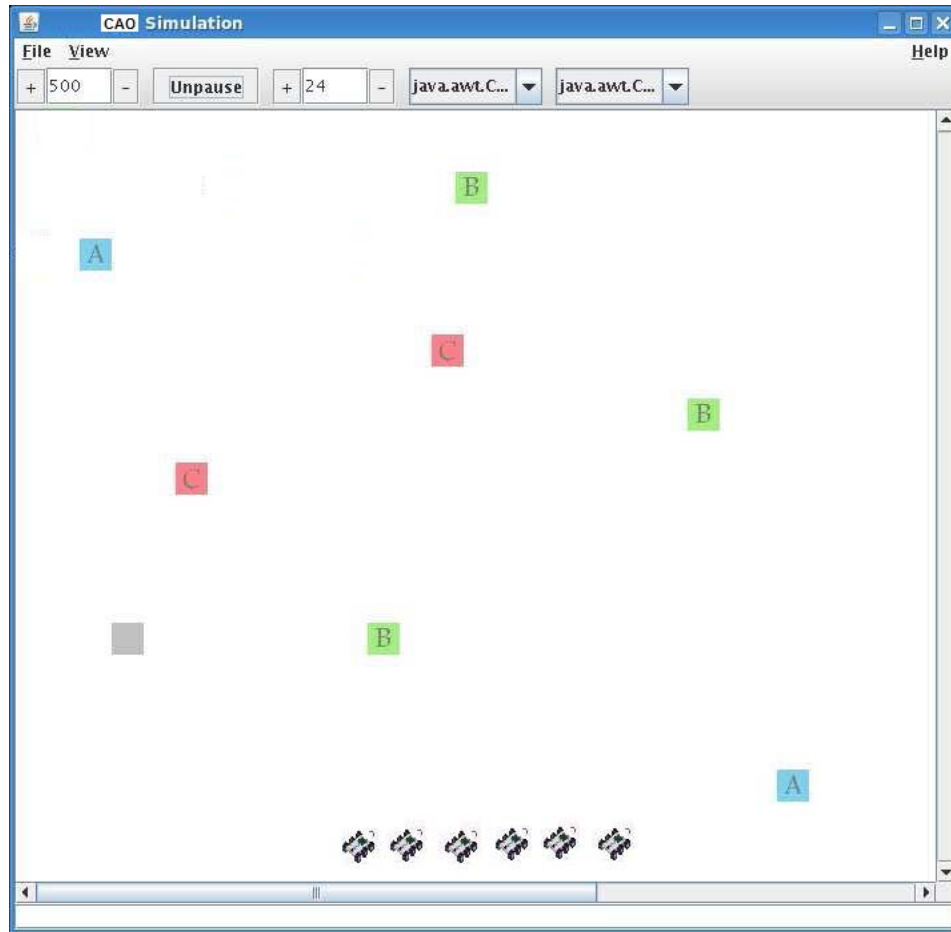 CAO Simulation
File View Help
+ 500 - Unpause + 24 - java.awt.C... java.awt.C...
B
A
C
B
C
B
A